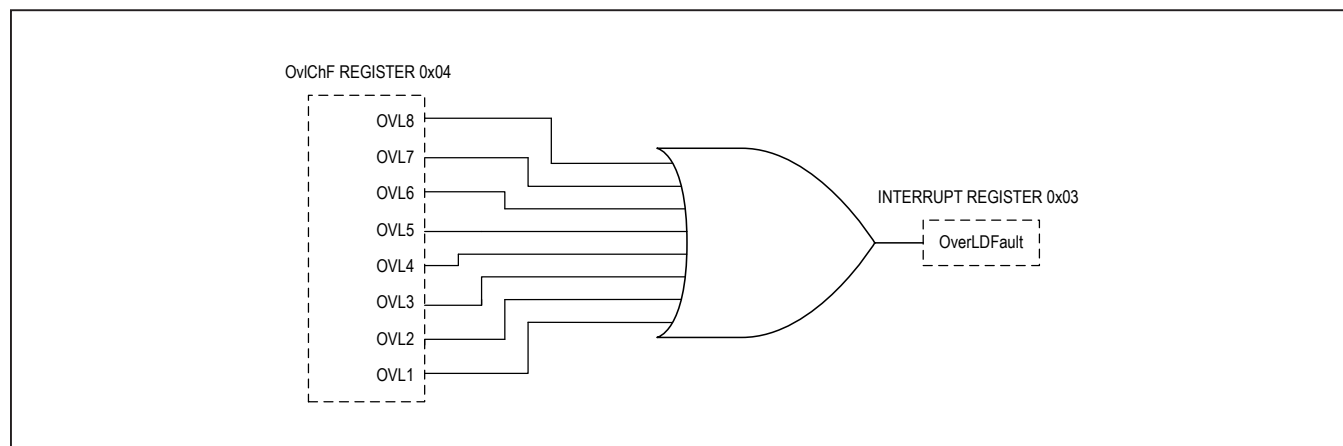 OvlChF REGISTER 0x04
OVL8
OVL7
OVL6
OVL5
OVL4
OVL3
OVL2
OVL1
INTERRUPT REGISTER 0x03
OverLDFault